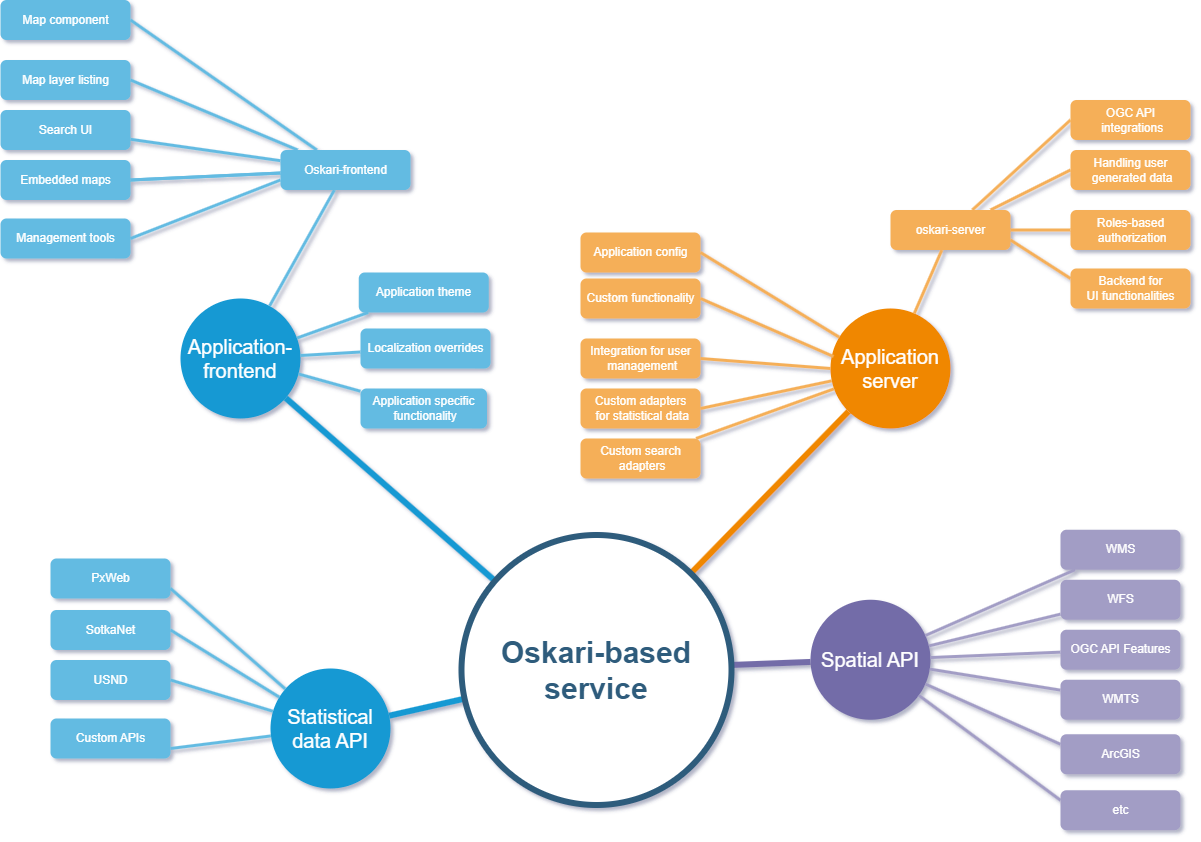 Map component
Map layer listing
Search UI
Embedded maps
Management tools
Oskari-frontend
Application-
frontend
Application theme
Localization overrides
Application specific
functionality
OGC API
integrations
Handling user
generated data
Roles-based
authorization
Backend for
UI functionalities
oskari-server
Application config
Custom functionality
Integration for user
management
Custom adapters
for statistical data
Custom search
adapters
Application
server
Oskari-based
service
PxWeb
SotkaNet
USND
Custom APIs
Statistical
data API
Spatial API
WMS
WFS
OGC API Features
WMTS
ArcGIS
etc